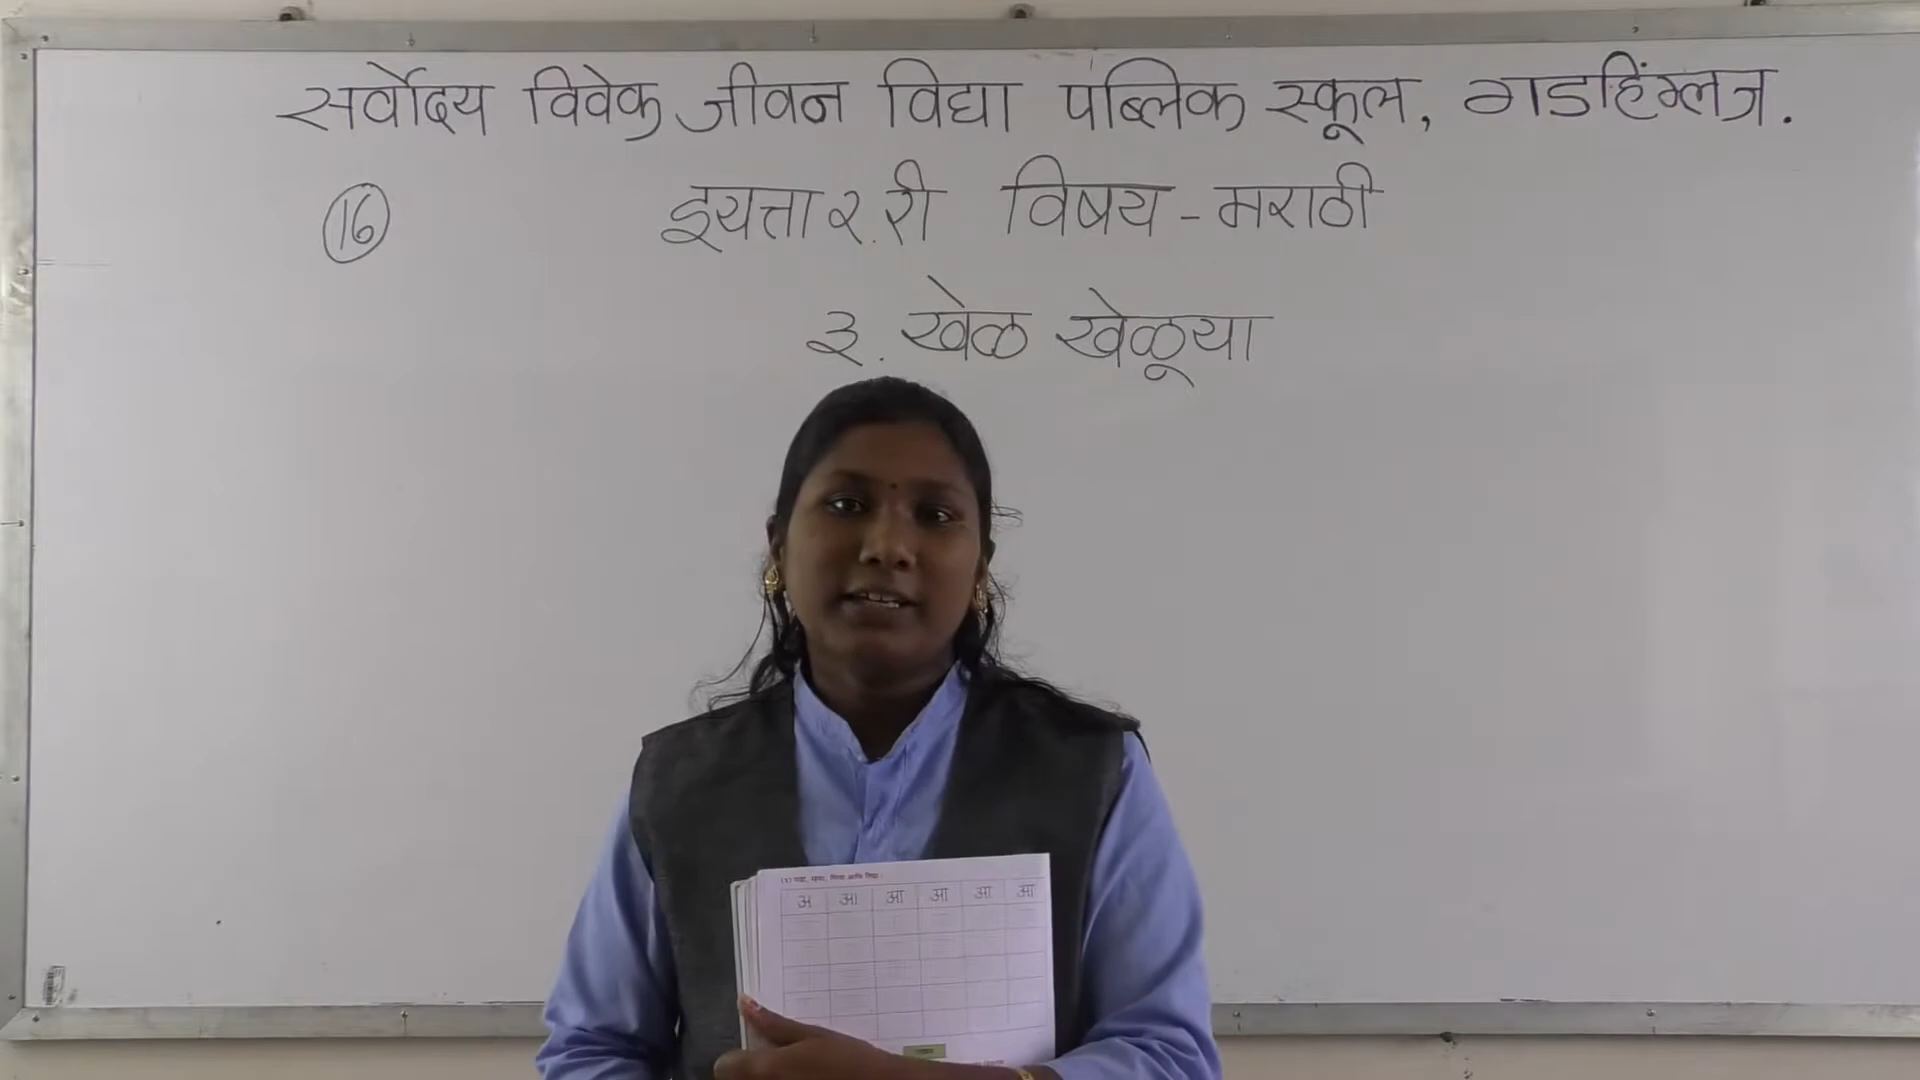 सर्वोदय विवेक जीवन विद्या पब्लिक स्कूल, गडहिंग्लज.
16
इयत्ता २.री विषय - मराठी
३. खेळ खेळूया
अ आ आ आ आ आ